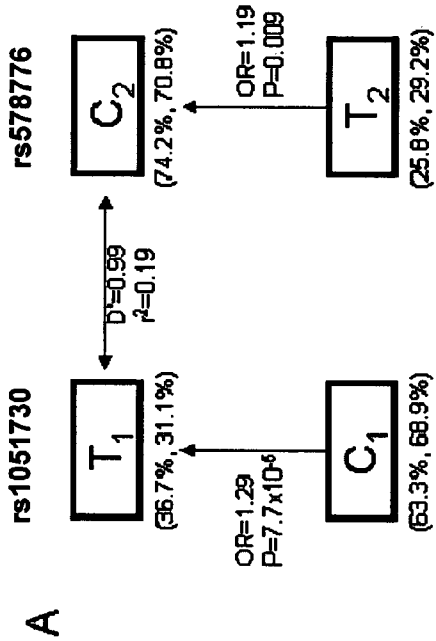 A
rs1051730
rs578776
T1
(36.7%, 31.1%)
D'=0.99
r²=0.19
C2
(74.2%, 70.8%)
OR=1.29
P=7.7x10⁻⁵
OR=1.19
P=0.009
C1
(63.3%, 68.9%)
T2
(25.8%, 29.2%)